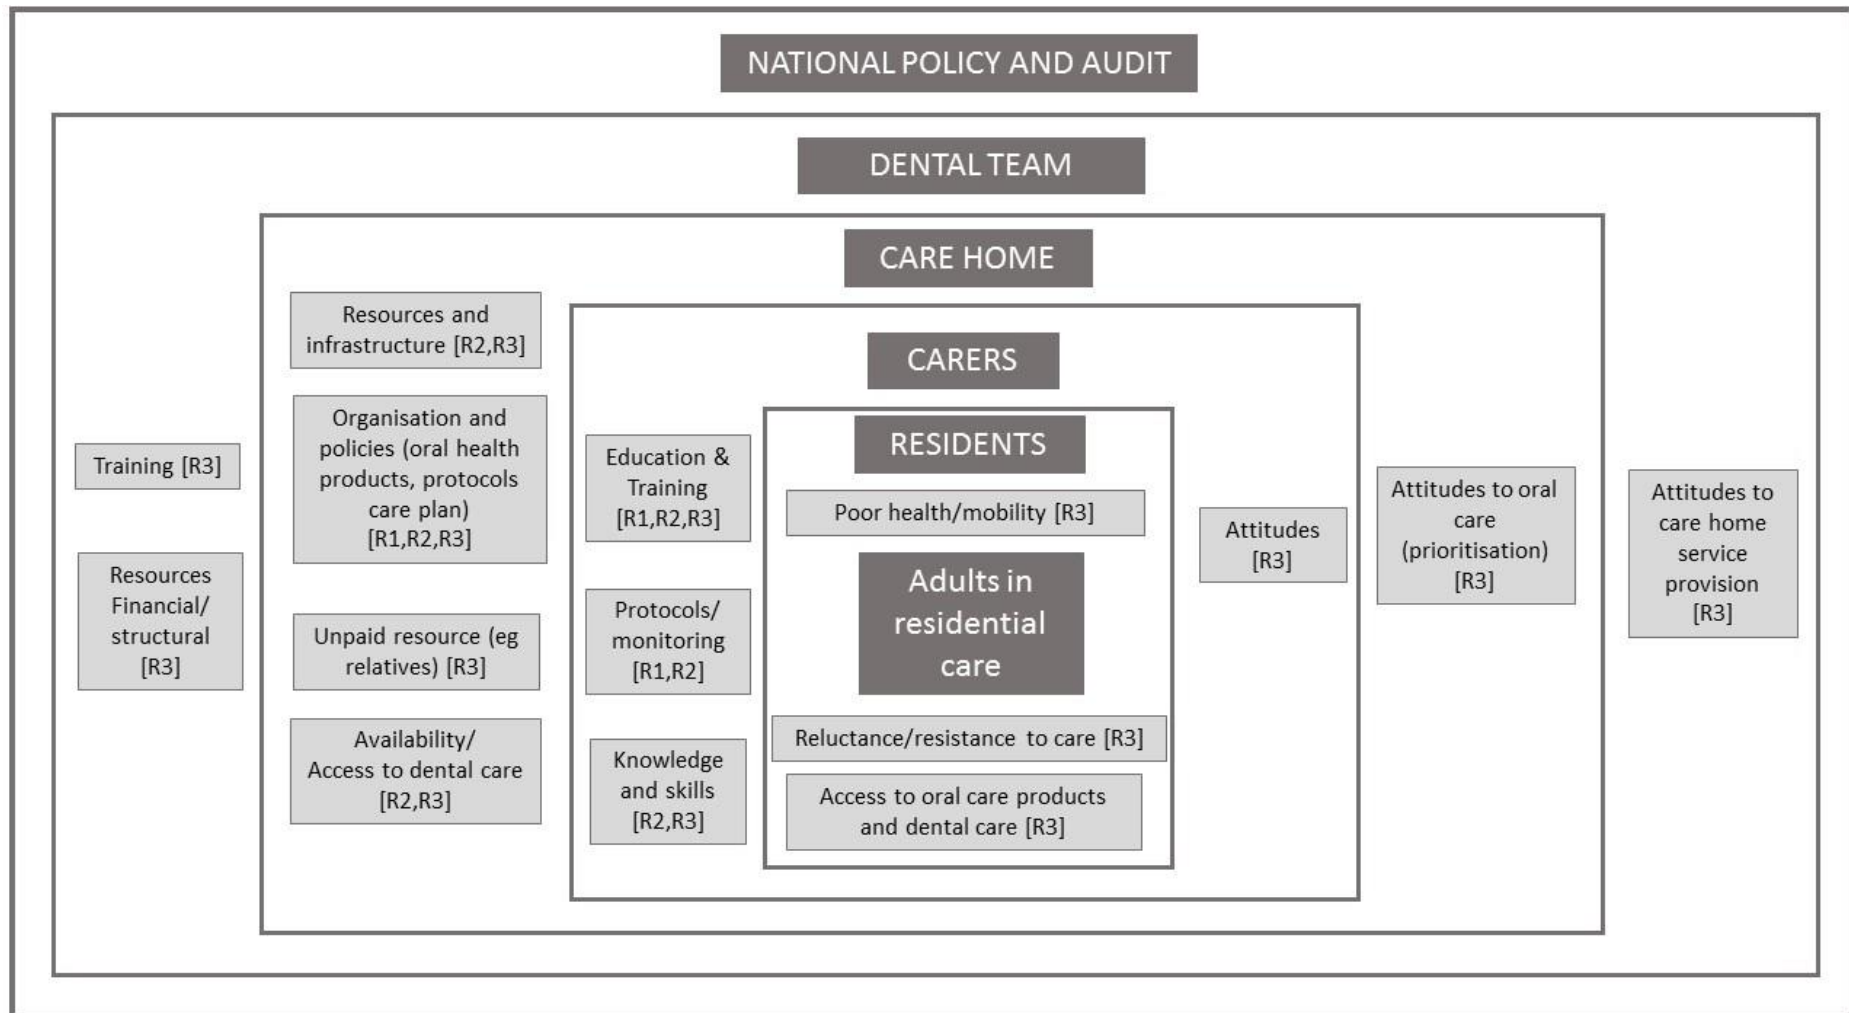 NATIONAL POLICY AND AUDIT
DENTAL TEAM
CARE HOME
CARERS
RESIDENTS
Training [R3]
Resources
Financial/
structural
[R3]
Resources and
infrastructure [R2,R3]
Organisation and
policies (oral health
products, protocols
care plan)
[R1,R2,R3]
Unpaid resource (eg
relatives) [R3]
Availability/
Access to dental care
[R2,R3]
Education &
Training
[R1,R2,R3]
Protocols/
monitoring
[R1,R2]
Knowledge
and skills
[R2,R3]
Poor health/mobility [R3]
Adults in
residential
care
Reluctance/resistance to care [R3]
Access to oral care products
and dental care [R3]
Attitudes
[R3]
Attitudes to oral
care
(prioritisation)
[R3]
Attitudes to
care home
service
provision
[R3]